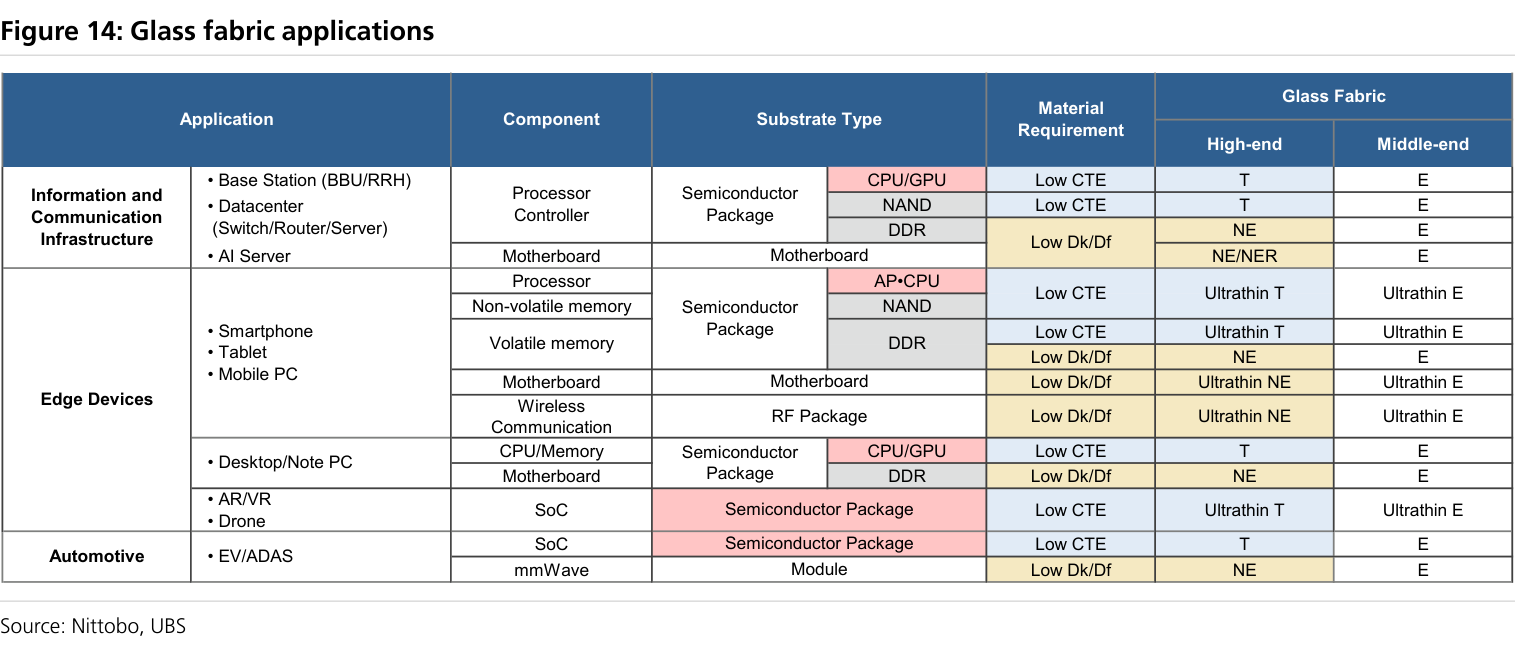 Figure 14: Glass fabric applications
Application
Component
Substrate Type
Material
Requirement
Glass Fabric
High-end
Middle-end
Information and
Communication
Infrastructure
• Base Station (BBU/RRH)
• Datacenter
(Switch/Router/Server)
• AI Server
Processor
Controller
Semiconductor
Package
CPU/GPU
Low CTE
T
E
NAND
Low CTE
T
E
DDR
Low Dk/Df
NE
E
Motherboard
Motherboard
NE/NER
E
Edge Devices
• Smartphone
• Tablet
• Mobile PC
Processor
Semiconductor
Package
AP•CPU
Low CTE
Ultrathin T
Ultrathin E
Non-volatile memory
NAND
Volatile memory
DDR
Low CTE
Ultrathin T
Ultrathin E
Low Dk/Df
NE
E
Motherboard
Motherboard
Low Dk/Df
Ultrathin NE
Ultrathin E
Wireless
Communication
RF Package
Low Dk/Df
Ultrathin NE
Ultrathin E
• Desktop/Note PC
CPU/Memory
Semiconductor
Package
CPU/GPU
Low CTE
T
E
Motherboard
DDR
Low Dk/Df
NE
E
• AR/VR
• Drone
SoC
Semiconductor Package
Low CTE
Ultrathin T
Ultrathin E
Automotive
• EV/ADAS
SoC
Semiconductor Package
Low CTE
T
E
mmWave
Module
Low Dk/Df
NE
E
Source: Nittobo, UBS